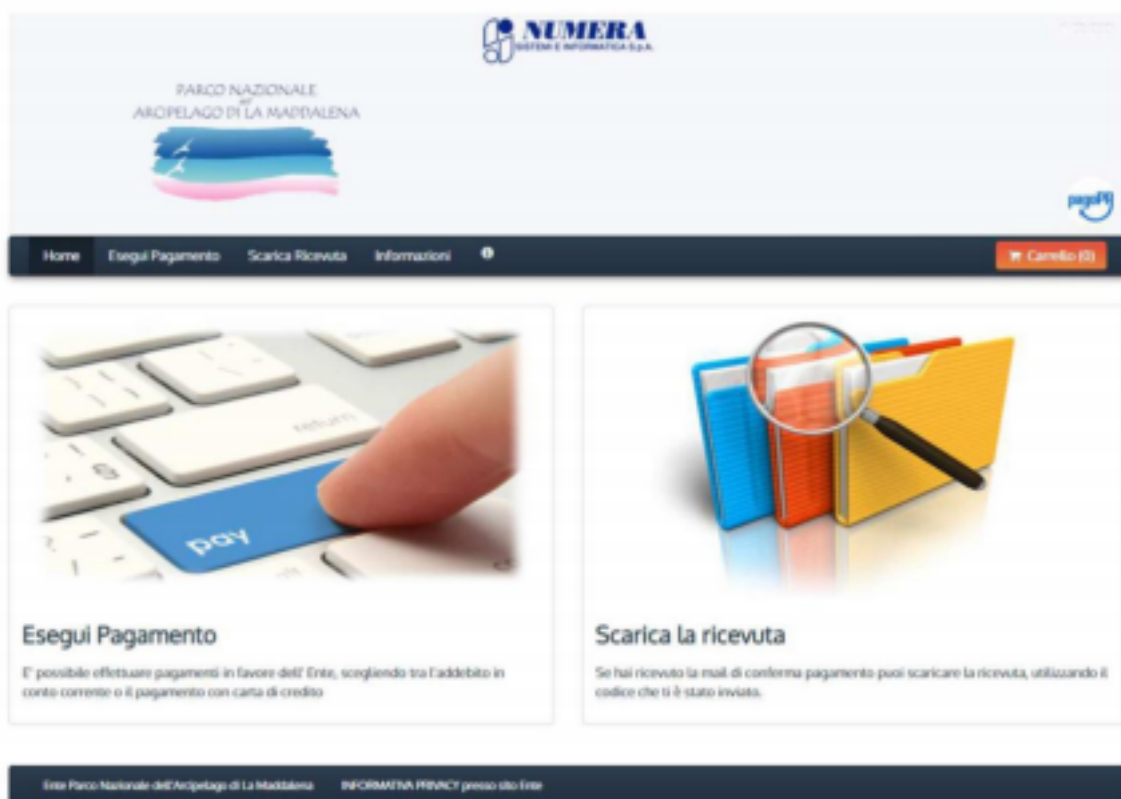 NUMERA
SISTEMI E INFORMATICA S.p.A.
PARCO NAZIONALE
dell'
ARCIPELAGO DI LA MADDALENA
pagoPA
Home Esegui Pagamento Scarica Ricevuta Informazioni
Carrello (0)
return
pay
Esegui Pagamento
E' possibile effettuare pagamenti in favore dell' Ente, scegliendo tra l'addebito in
conto corrente o il pagamento con carta di credito
Scarica la ricevuta
Se hai ricevuto la mail di conferma pagamento puoi scaricare la ricevuta, utilizzando il
codice che ti è stato inviato.
Ente Parco Nazionale dell'Arcipelago di La Maddalena INFORMATIVA PRIVACY presso sito Ente